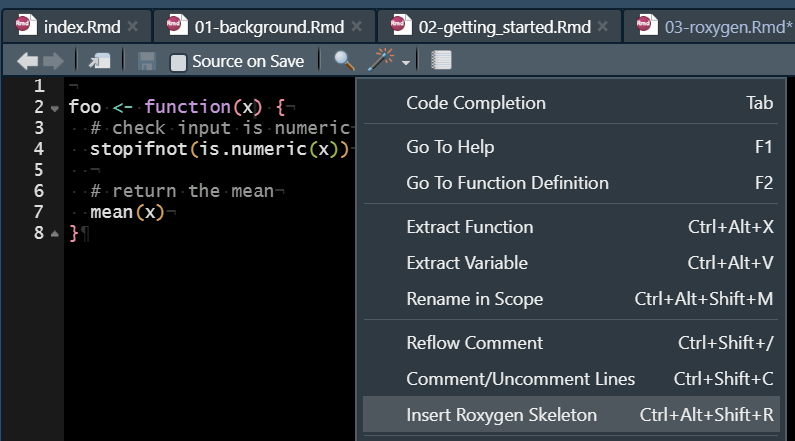 index.Rmd × 01-background.Rmd × 02-getting_started.Rmd × 03-roxygen.Rmd*
Source on Save
1
2 foo <- function(x) {
3 # check input is numeric
4 stopifnot(is.numeric(x))
5
6 # return the mean
7 mean(x)
8 }
Code Completion Tab
Go To Help F1
Go To Function Definition F2
Extract Function Ctrl+Alt+X
Extract Variable Ctrl+Alt+V
Rename in Scope Ctrl+Alt+Shift+M
Reflow Comment Ctrl+Shift+/
Comment/Uncomment Lines Ctrl+Shift+C
Insert Roxygen Skeleton Ctrl+Alt+Shift+R